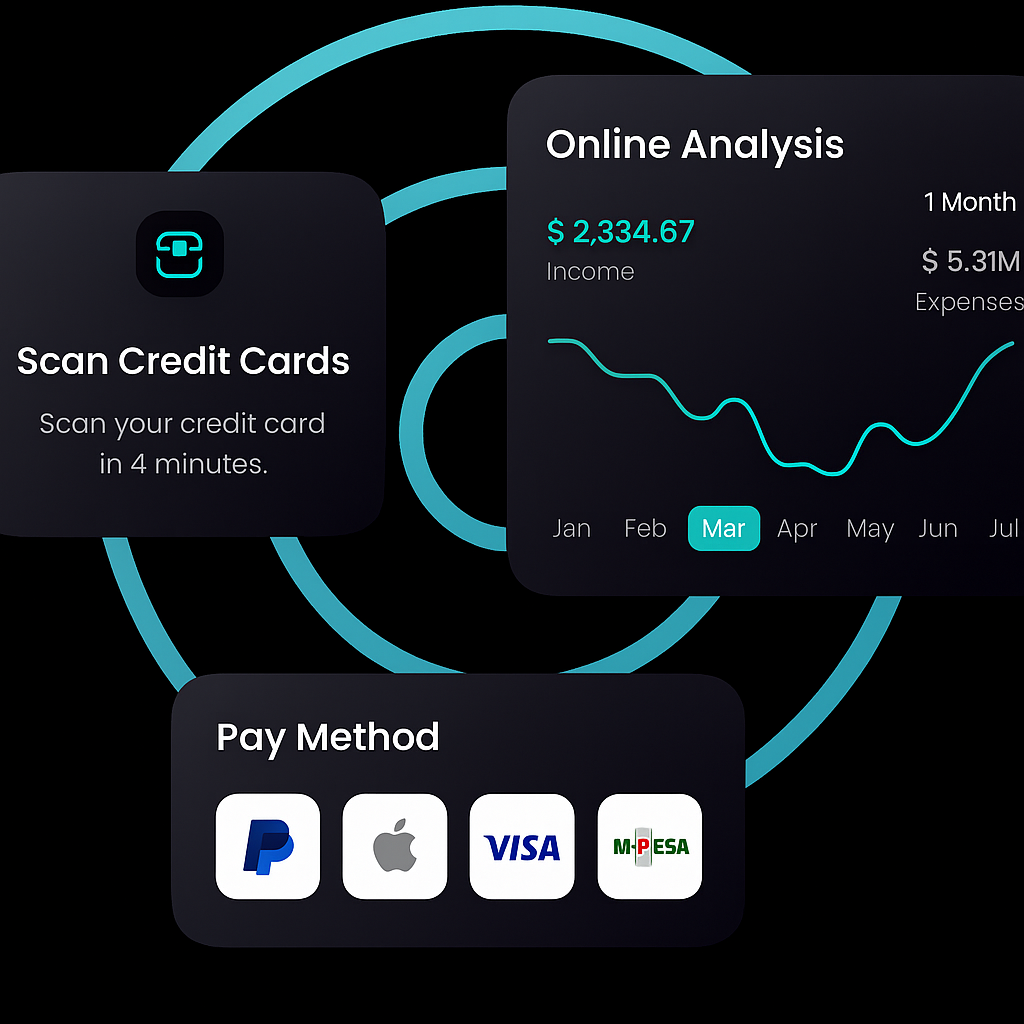 Online Analysis
1 Month
$ 2,334.67
Income
$ 5.31M
Expenses
Jan Feb Mar Apr May Jun Jul
Scan Credit Cards
Scan your credit card
in 4 minutes.
Pay Method
VISA
M-PESA